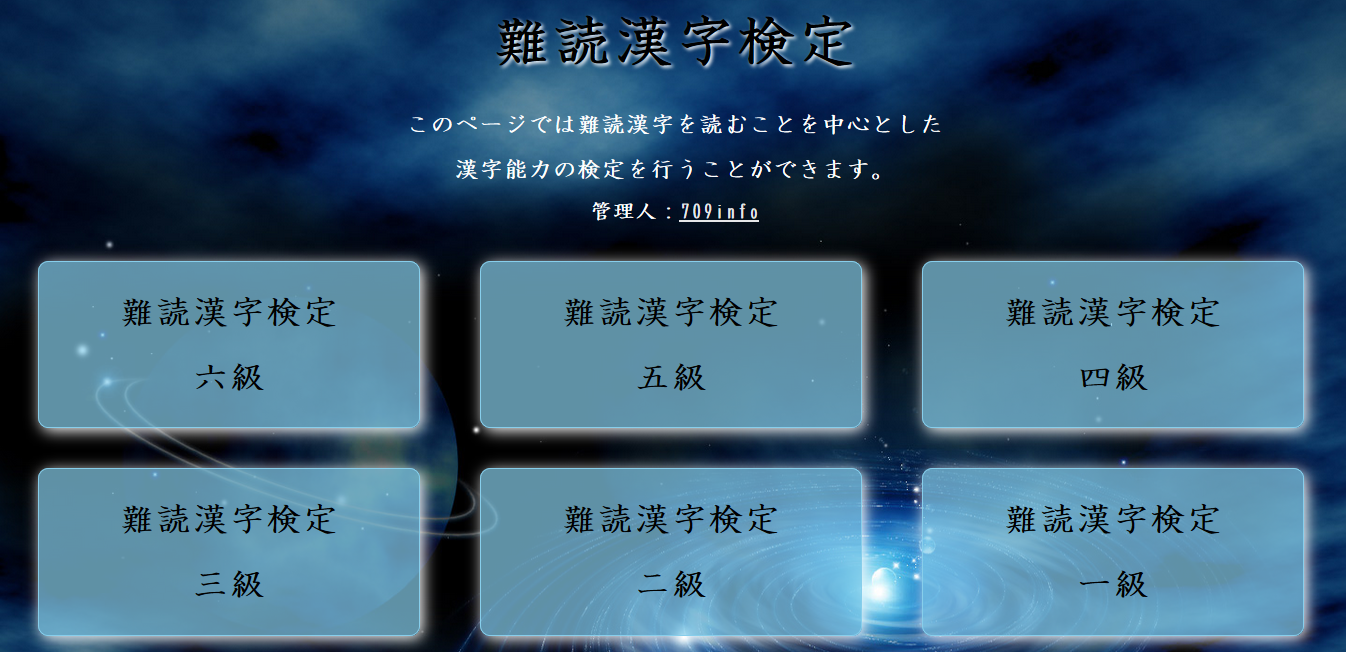 難読漢字検定
このページでは難読漢字を読むことを中心とした
漢字能力の検定を行うことができます。
管理人：709info
難読漢字検定
六級
難読漢字検定
五級
難読漢字検定
四級
難読漢字検定
三級
難読漢字検定
二級
難読漢字検定
一級